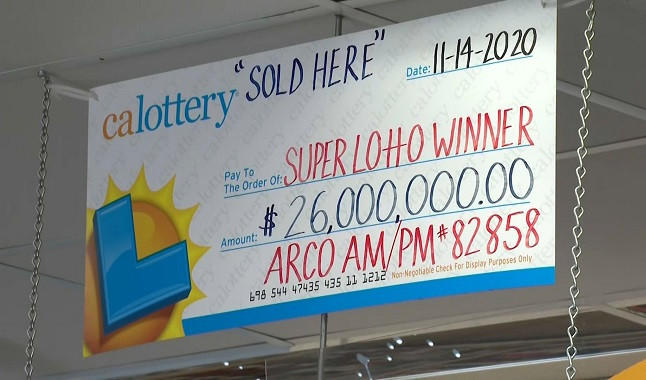 "SOLD HERE"
calottery
Date: 11-14-2020
Pay To
The Order Of: SUPER LOTTO WINNER
Amount: $ 26,000,000.00
ARCO AM/PM #82858
698 544 47435 435 11 1212 Non-Negotiable Check For Display Purposes Only